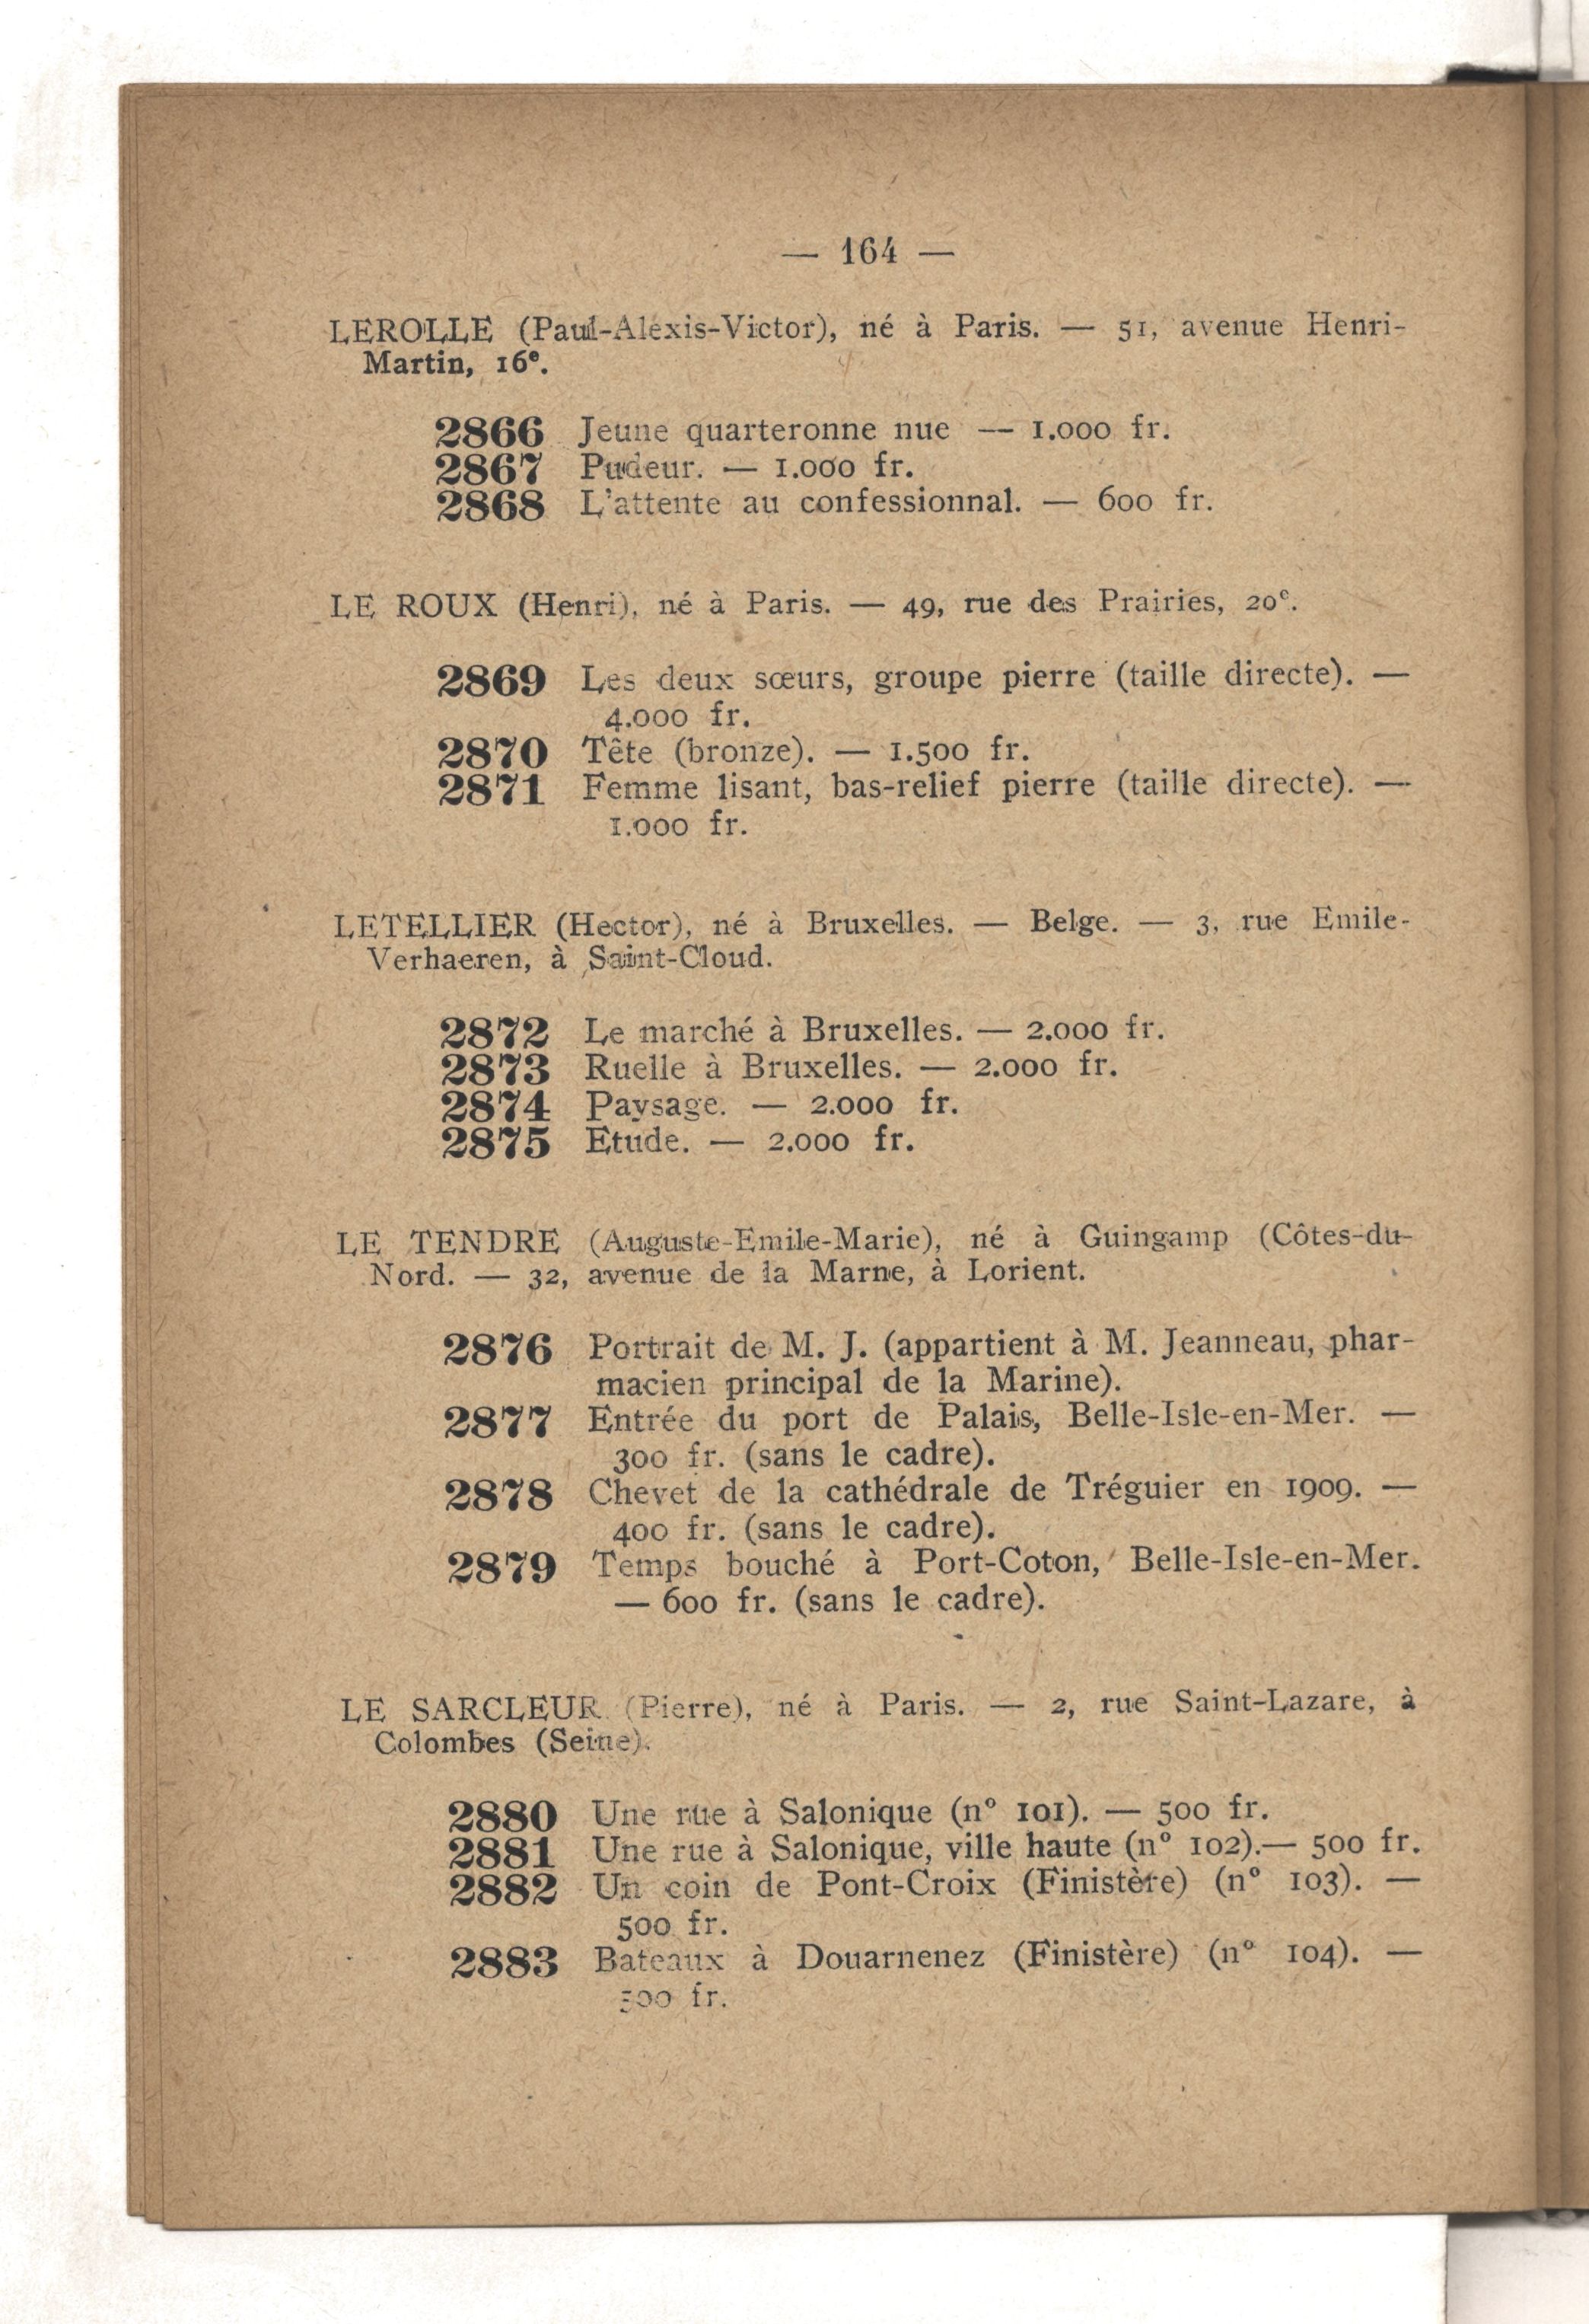 — 164 —
LEROLLE (Paul-Alexis-Victor), né à Paris. — 51, avenue Henri-
Martin, 16e.
2866 Jeune quarteronne nue — 1.000 fr.
2867 Pudeur. — 1.000 fr.
2868 L'attente au confessionnal. — 600 fr.
LE ROUX (Henri), né à Paris. — 49, rue des Prairies, 20e.
2869 Les deux sœurs, groupe pierre (taille directe). —
4.000 fr.
2870 Tête (bronze). — 1.500 fr.
2871 Femme lisant, bas-relief pierre (taille directe). —
1.000 fr.
LETELLIER (Hector), né à Bruxelles. — Belge. — 3, rue Emile-
Verhaeren, à Saint-Cloud.
2872 Le marché à Bruxelles. — 2.000 fr.
2873 Ruelle à Bruxelles. — 2.000 fr.
2874 Paysage. — 2.000 fr.
2875 Etude. — 2.000 fr.
LE TENDRE (Auguste-Emile-Marie), né à Guingamp (Côtes-du-
Nord. — 32, avenue de la Marne, à Lorient.
2876 Portrait de M. J. (appartient à M. Jeanneau, phar-
macien principal de la Marine).
2877 Entrée du port de Palais, Belle-Isle-en-Mer. —
300 fr. (sans le cadre).
2878 Chevet de la cathédrale de Tréguier en 1909. —
400 fr. (sans le cadre).
2879 Temps bouché à Port-Coton, Belle-Isle-en-Mer.
— 600 fr. (sans le cadre).
LE SARCLEUR (Pierre), né à Paris. — 2, rue Saint-Lazare, à
Colombes (Seine).
2880 Une rue à Salonique (n° 101). — 500 fr.
2881 Une rue à Salonique, ville haute (n° 102).— 500 fr.
2882 Un coin de Pont-Croix (Finistère) (n° 103). —
500 fr.
2883 Bateaux à Douarnenez (Finistère) (n° 104). —
500 fr.